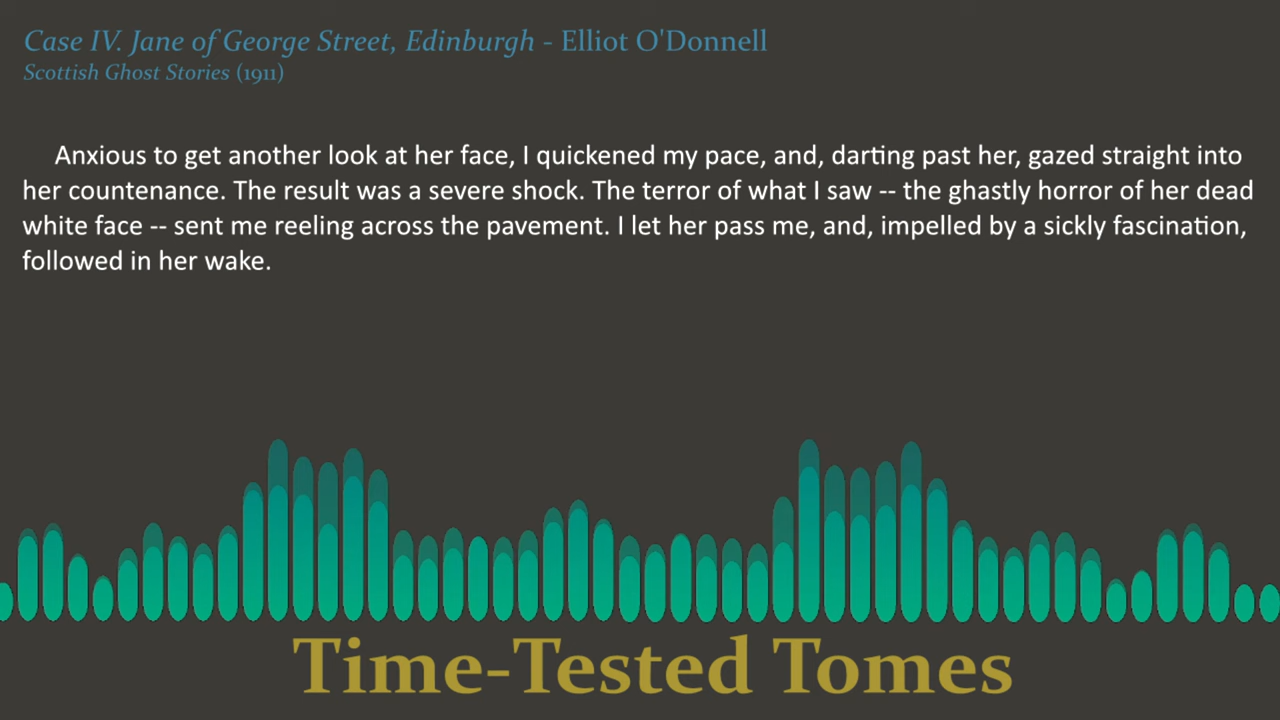 Case IV. Jane of George Street, Edinburgh - Elliot O'Donnell
Scottish Ghost Stories (1911)
Anxious to get another look at her face, I quickened my pace, and, darting past her, gazed straight into
her countenance. The result was a severe shock. The terror of what I saw -- the ghastly horror of her dead
white face -- sent me reeling across the pavement. I let her pass me, and, impelled by a sickly fascination,
followed in her wake.
Time-Tested Tomes